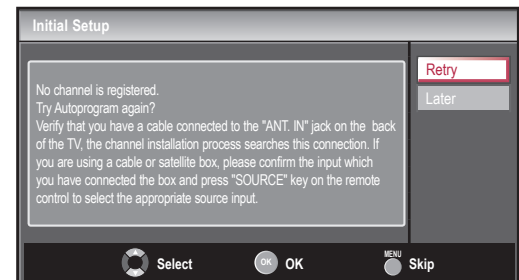 Initial Setup
No channel is registered.
Try Autoprogram again?
Verify that you have a cable connected to the "ANT. IN" jack on the back
of the TV, the channel installation process searches this connection. If
you are using a cable or satellite box, please confirm the input which
you have connected the box and press "SOURCE" key on the remote
control to select the appropriate source input.
Retry
Later
Select
OK OK
MENU Skip